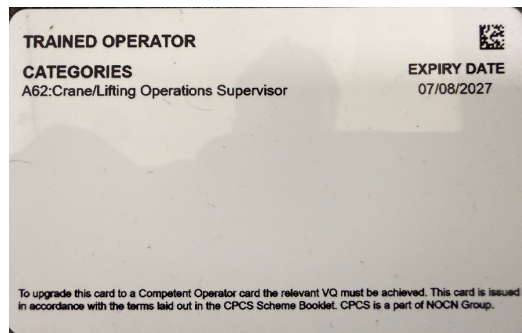 TRAINED OPERATOR
CATEGORIES
EXPIRY DATE
A62:Crane/Lifting Operations Supervisor
07/08/2027
To upgrade this card to a Competent Operator card the relevant VQ must be achieved. This card is issued
in accordance with the terms laid out in the CPCS Scheme Booklet. CPCS is a part of NOCN Group.